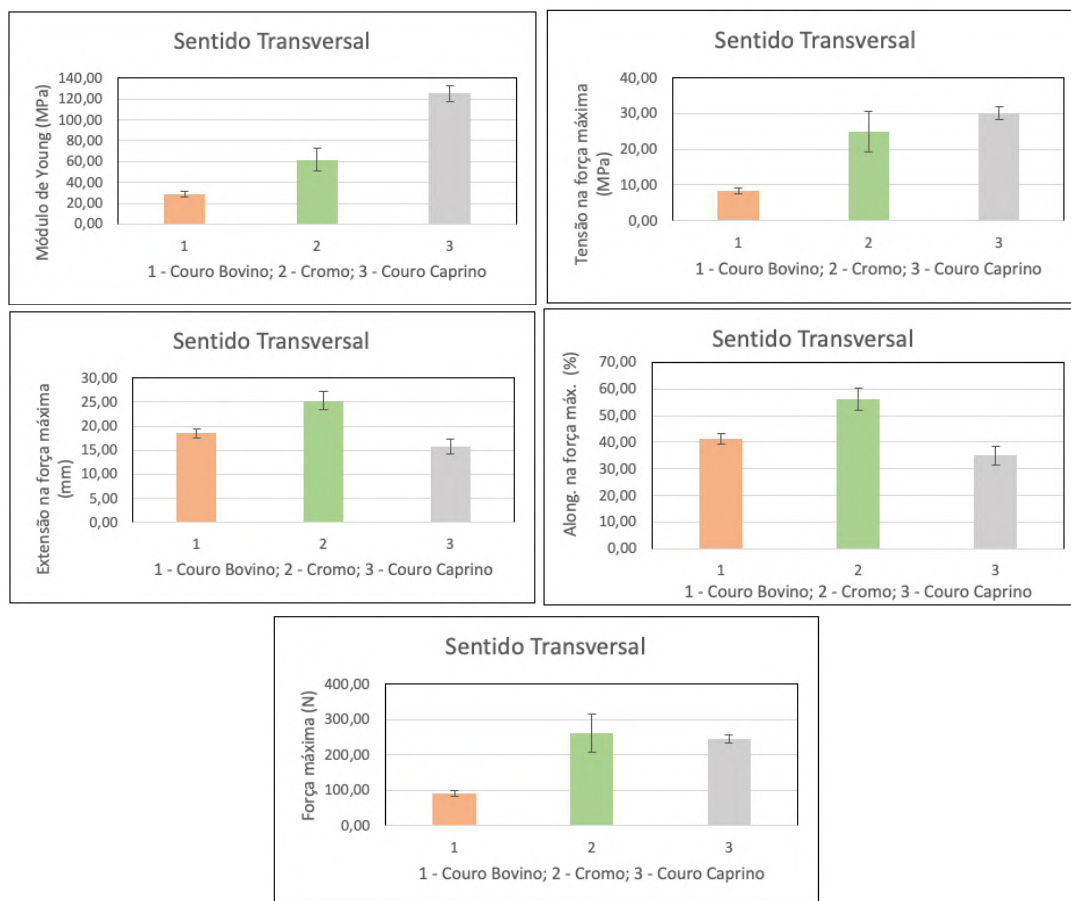 Sentido Transversal
Módulo de Young (MPa)
140,00
120,00
100,00
80,00
60,00
40,00
20,00
0,00
1 2 3
1 - Couro Bovino; 2 - Cromo; 3 - Couro Caprino
Sentido Transversal
Tensão na força máxima
(MPa)
40,00
30,00
20,00
10,00
0,00
1 2 3
1 - Couro Bovino; 2 - Cromo; 3 - Couro Caprino
Sentido Transversal
Extensão na força máxima
(mm)
30,00
25,00
20,00
15,00
10,00
5,00
0,00
1 2 3
1 - Couro Bovino; 2 - Cromo; 3 - Couro Caprino
Sentido Transversal
Along. na força máx. (%)
70,00
60,00
50,00
40,00
30,00
20,00
10,00
0,00
1 2 3
1 - Couro Bovino; 2 - Cromo; 3 - Couro Caprino
Sentido Transversal
Força máxima (N)
400,00
300,00
200,00
100,00
0,00
1 2 3
1 - Couro Bovino; 2 - Cromo; 3 - Couro Caprino